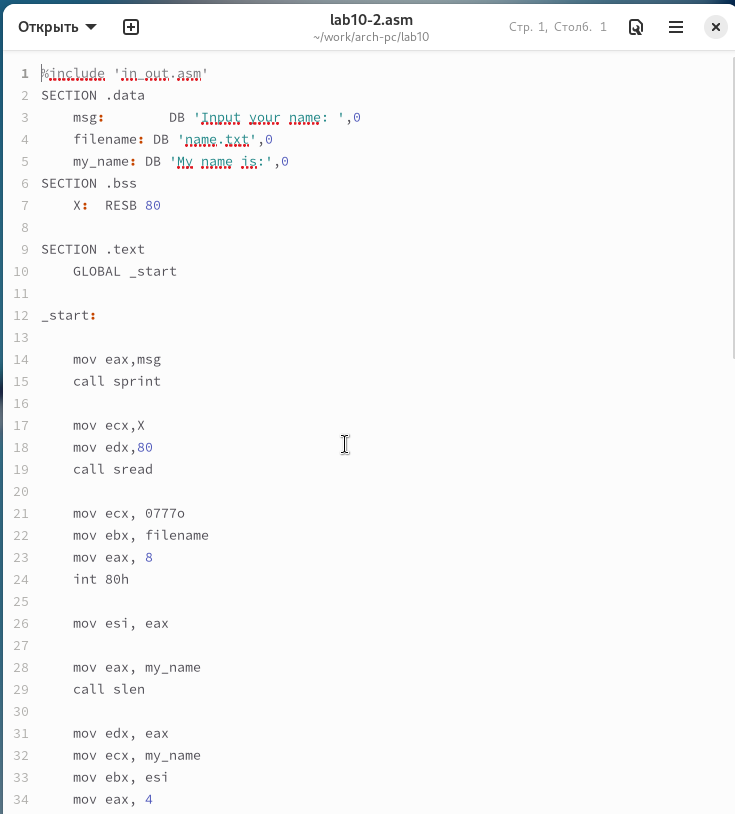 Открыть
lab10-2.asm
~/work/arch-pc/lab10
Стр. 1, Столб. 1
1 %include 'in_out.asm'
2 SECTION .data
3     msg:        DB 'Input your name: ',0
4     filename: DB 'name.txt',0
5     my_name: DB 'My name is:',0
6 SECTION .bss
7     X:  RESB 80
8
9 SECTION .text
10     GLOBAL _start
11
12 _start:
13
14     mov eax,msg
15     call sprint
16
17     mov ecx,X
18     mov edx,80
19     call sread
20
21     mov ecx, 0777o
22     mov ebx, filename
23     mov eax, 8
24     int 80h
25
26     mov esi, eax
27
28     mov eax, my_name
29     call slen
30
31     mov edx, eax
32     mov ecx, my_name
33     mov ebx, esi
34     mov eax, 4